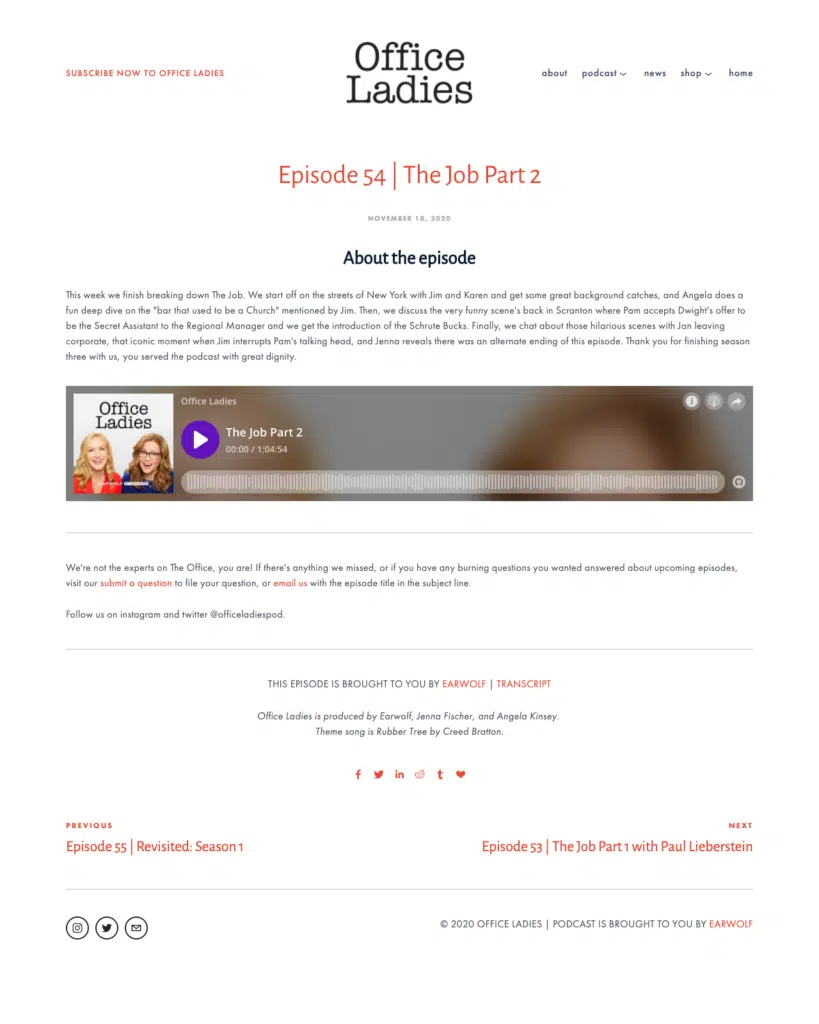 SUBSCRIBE NOW TO OFFICE LADIES
Office
Ladies
about podcast news shop home
Episode 54 | The Job Part 2
NOVEMBER 18, 2020
About the episode
This week we finish breaking down The Job. We start off on the streets of New York with Jim and Karen and get some great background catches, and Angela does a
fun deep dive on the "bar that used to be a Church" mentioned by Jim. Then, we discuss the very funny scene's back in Scranton where Pam accepts Dwight's offer to
be the Secret Assistant to the Regional Manager and we get the introduction of the Schrute Bucks. Finally, we chat about those hilarious scenes with Jan leaving
corporate, that iconic moment when Jim interrupts Pam's talking head, and Jenna reveals there was an alternate ending of this episode. Thank you for finishing season
three with us, you served the podcast with great dignity.
Office
Ladies
Office Ladies
The Job Part 2
00:00 / 1:04:54
We're not the experts on The Office, you are! If there's anything we missed, or if you have any burning questions you wanted answered about upcoming episodes,
visit our submit a question to file your question, or email us with the episode title in the subject line.
Follow us on instagram and twitter @officeladiespod.
THIS EPISODE IS BROUGHT TO YOU BY EARWOLF | TRANSCRIPT
Office Ladies is produced by Earwolf, Jenna Fischer, and Angela Kinsey.
Theme song is Rubber Tree by Creed Bratton.
PREVIOUS
Episode 55 | Revisited: Season 1
NEXT
Episode 53 | The Job Part 1 with Paul Lieberstein
© 2020 OFFICE LADIES | PODCAST IS BROUGHT TO YOU BY EARWOLF